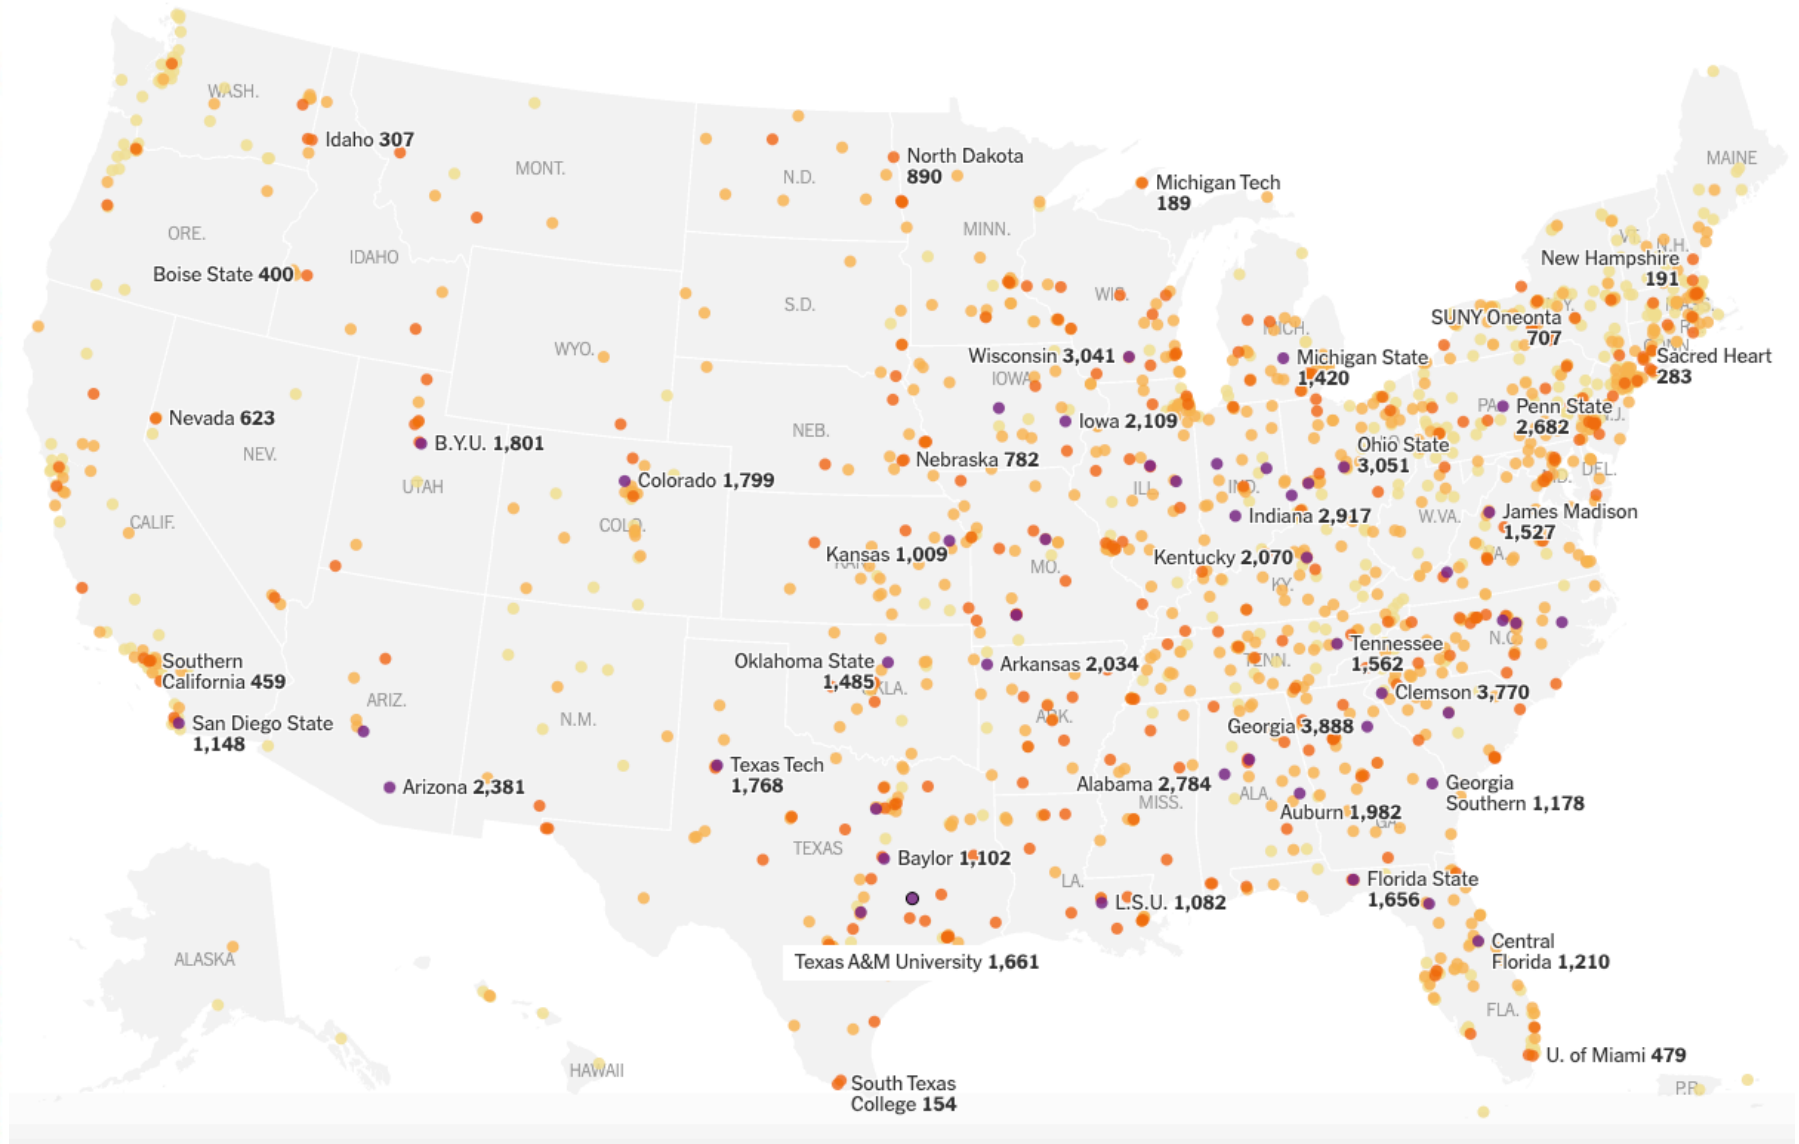 WASH.
Idaho 307
MONT.
N.D.
North Dakota
890
MINN.
Michigan Tech
189
MAINE
ORE.
IDAHO
Boise State 400
S.D.
WIS.
MICH.
VT.
N.H.
New Hampshire
191
N.Y.
MASS.
SUNY Oneonta
707
R.I.
CONN.
Sacred Heart
283
WYO.
Wisconsin 3,041
IOWA
Michigan State
1,420
Nevada 623
NEV.
B.Y.U. 1,801
UTAH
NEB.
Nebraska 782
Iowa 2,109
PA.
Penn State
2,682
N.J.
Ohio State
3,051
Colorado 1,799
COLO.
ILL.
IND.
Indiana 2,917
MD.
DEL.
W.VA.
James Madison
1,527
VA.
CALIF.
Kansas 1,009
KAN.
MO.
Kentucky 2,070
KY.
Southern
California 459
San Diego State
1,148
ARIZ.
Arizona 2,381
N.M.
Oklahoma State
1,485
OKLA.
Arkansas 2,034
ARK.
TENN.
Tennessee
1,562
N.C.
Clemson 3,770
Georgia 3,888
Texas Tech
1,768
TEXAS
Alabama 2,784
MISS.
ALA.
Auburn 1,982
GA.
Georgia
Southern 1,178
Baylor 1,102
LA.
L.S.U. 1,082
Florida State
1,656
Central
Florida 1,210
FLA.
Texas A&M University 1,661
ALASKA
HAWAII
South Texas
College 154
U. of Miami 479
P.R.